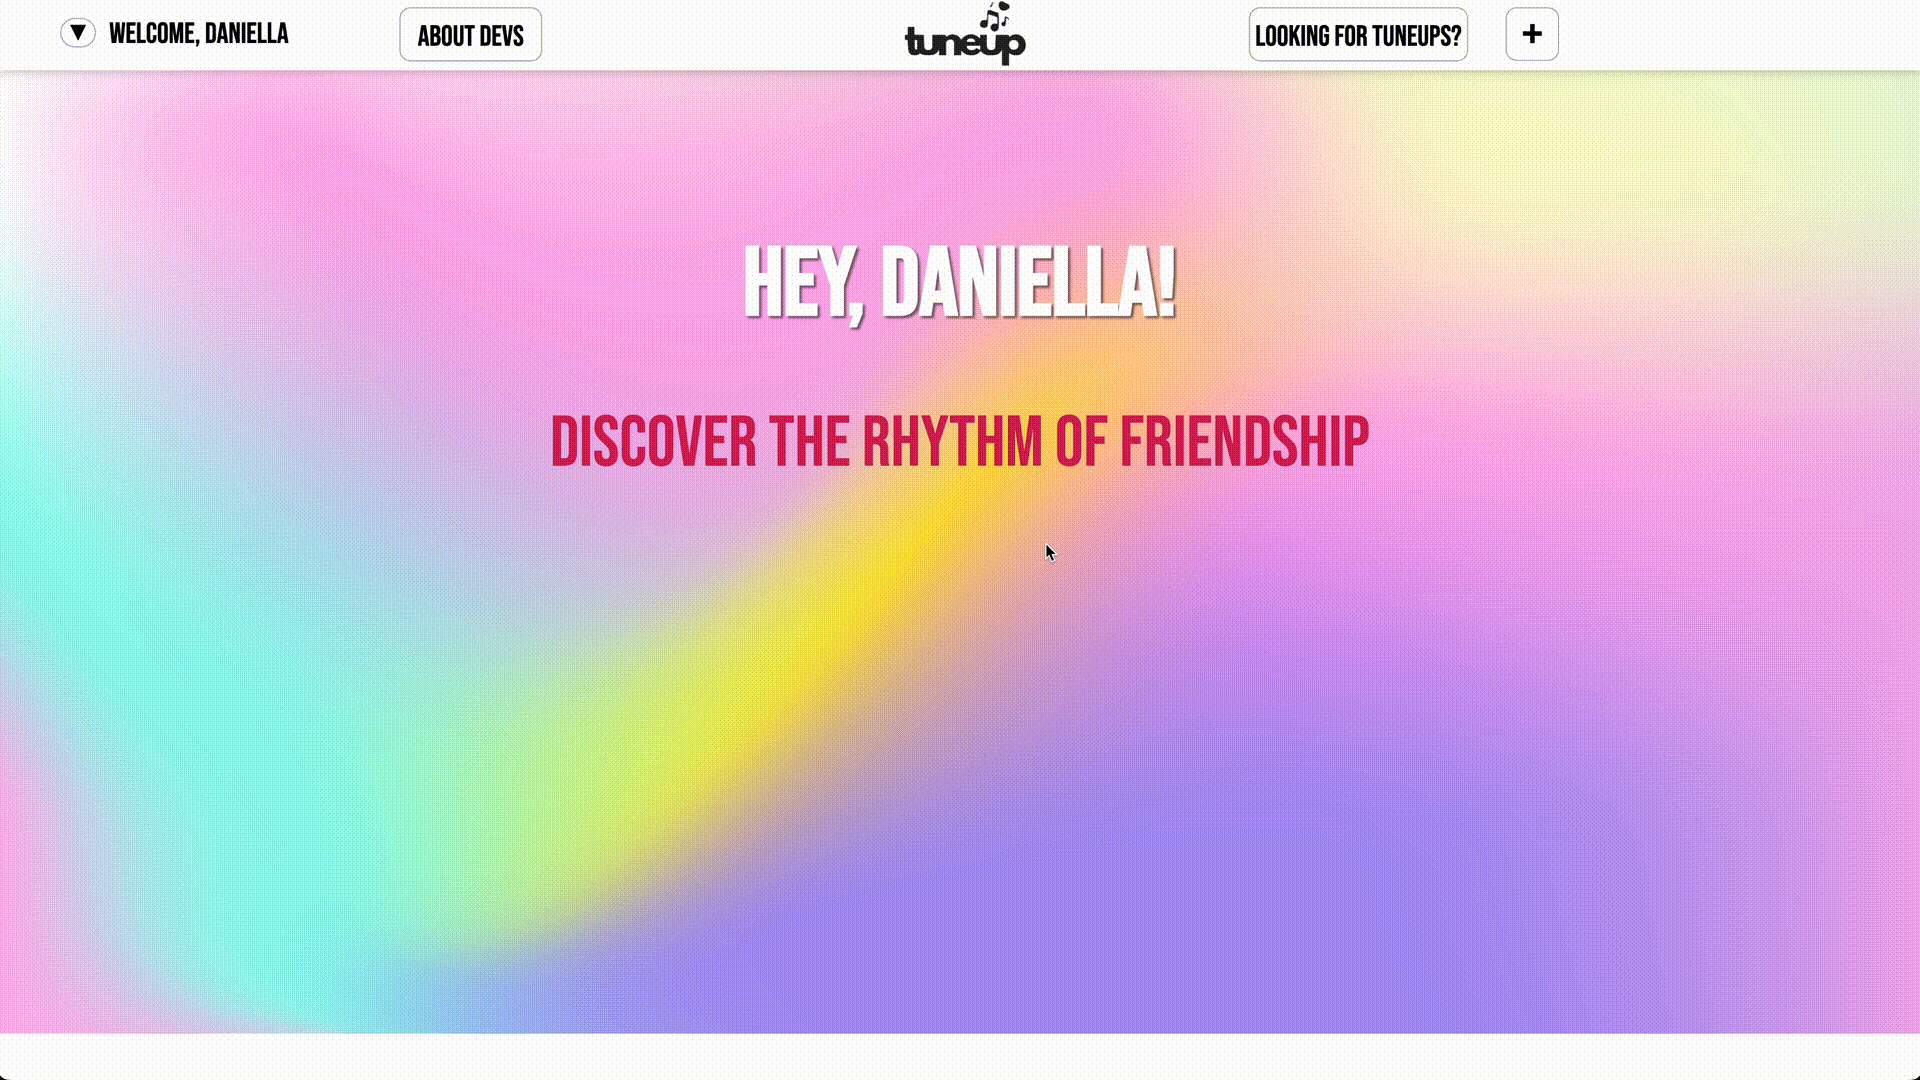 ▼ WELCOME, DANIELLA
ABOUT DEVS
tuneup
LOOKING FOR TUNEUPS?
+
HEY, DANIELLA!
DISCOVER THE RHYTHM OF FRIENDSHIP